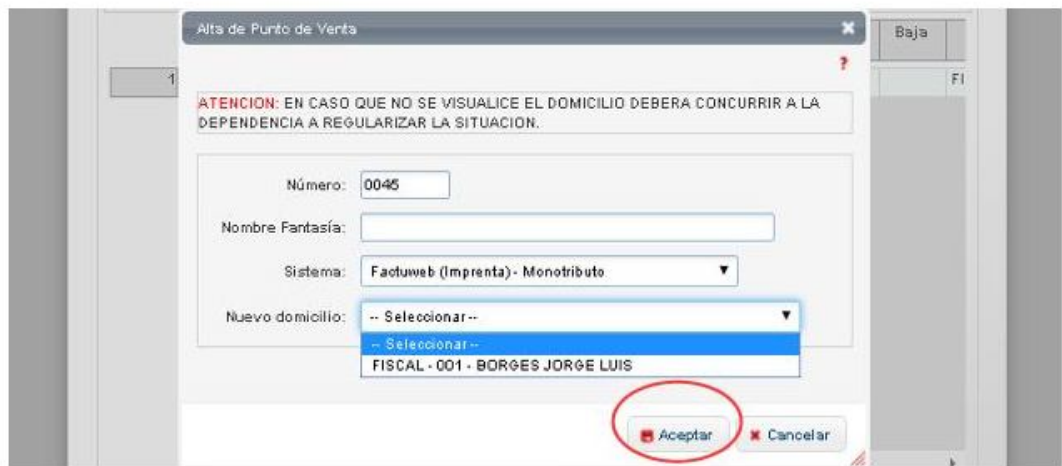 Alta de Punto de Venta
Baja
?
1
FI
ATENCION: EN CASO QUE NO SE VISUALICE EL DOMICILIO DEBERA CONCURRIR A LA
DEPENDENCIA A REGULARIZAR LA SITUACION.
Número: 0045
Nombre Fantasía:
Sistema: Factuweb (Imprenta) - Monotributo
Nuevo domicilio: -- Seleccionar --
-- Seleccionar --
FISCAL - 001 - BORGES JORGE LUIS
Aceptar
Cancelar